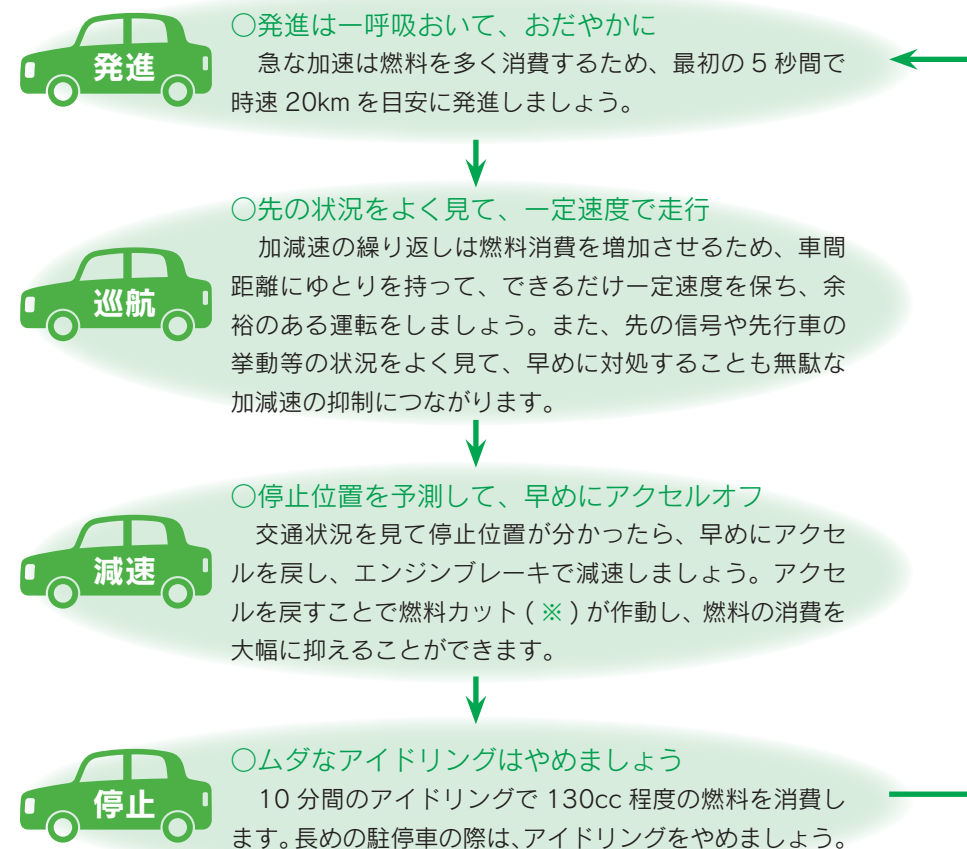 発進
○発進は一呼吸おいて、おだやかに
急な加速は燃料を多く消費するため、最初の 5 秒間で
時速 20km を目安に発進しましょう。
巡航
○先の状況をよく見て、一定速度で走行
加減速の繰り返しは燃料消費を増加させるため、車間
距離にゆとりを持って、できるだけ一定速度を保ち、余
裕のある運転をしましょう。また、先の信号や先行車の
挙動等の状況をよく見て、早めに対処することも無駄な
加減速の抑制につながります。
減速
○停止位置を予測して、早めにアクセルオフ
交通状況を見て停止位置が分かったら、早めにアクセ
ルを戻し、エンジンブレーキで減速しましょう。アクセ
ルを戻すことで燃料カット ( ※ ) が作動し、燃料の消費を
大幅に抑えることができます。
停止
○ムダなアイドリングはやめましょう
10 分間のアイドリングで 130cc 程度の燃料を消費し
ます。長めの駐停車の際は、アイドリングをやめましょう。